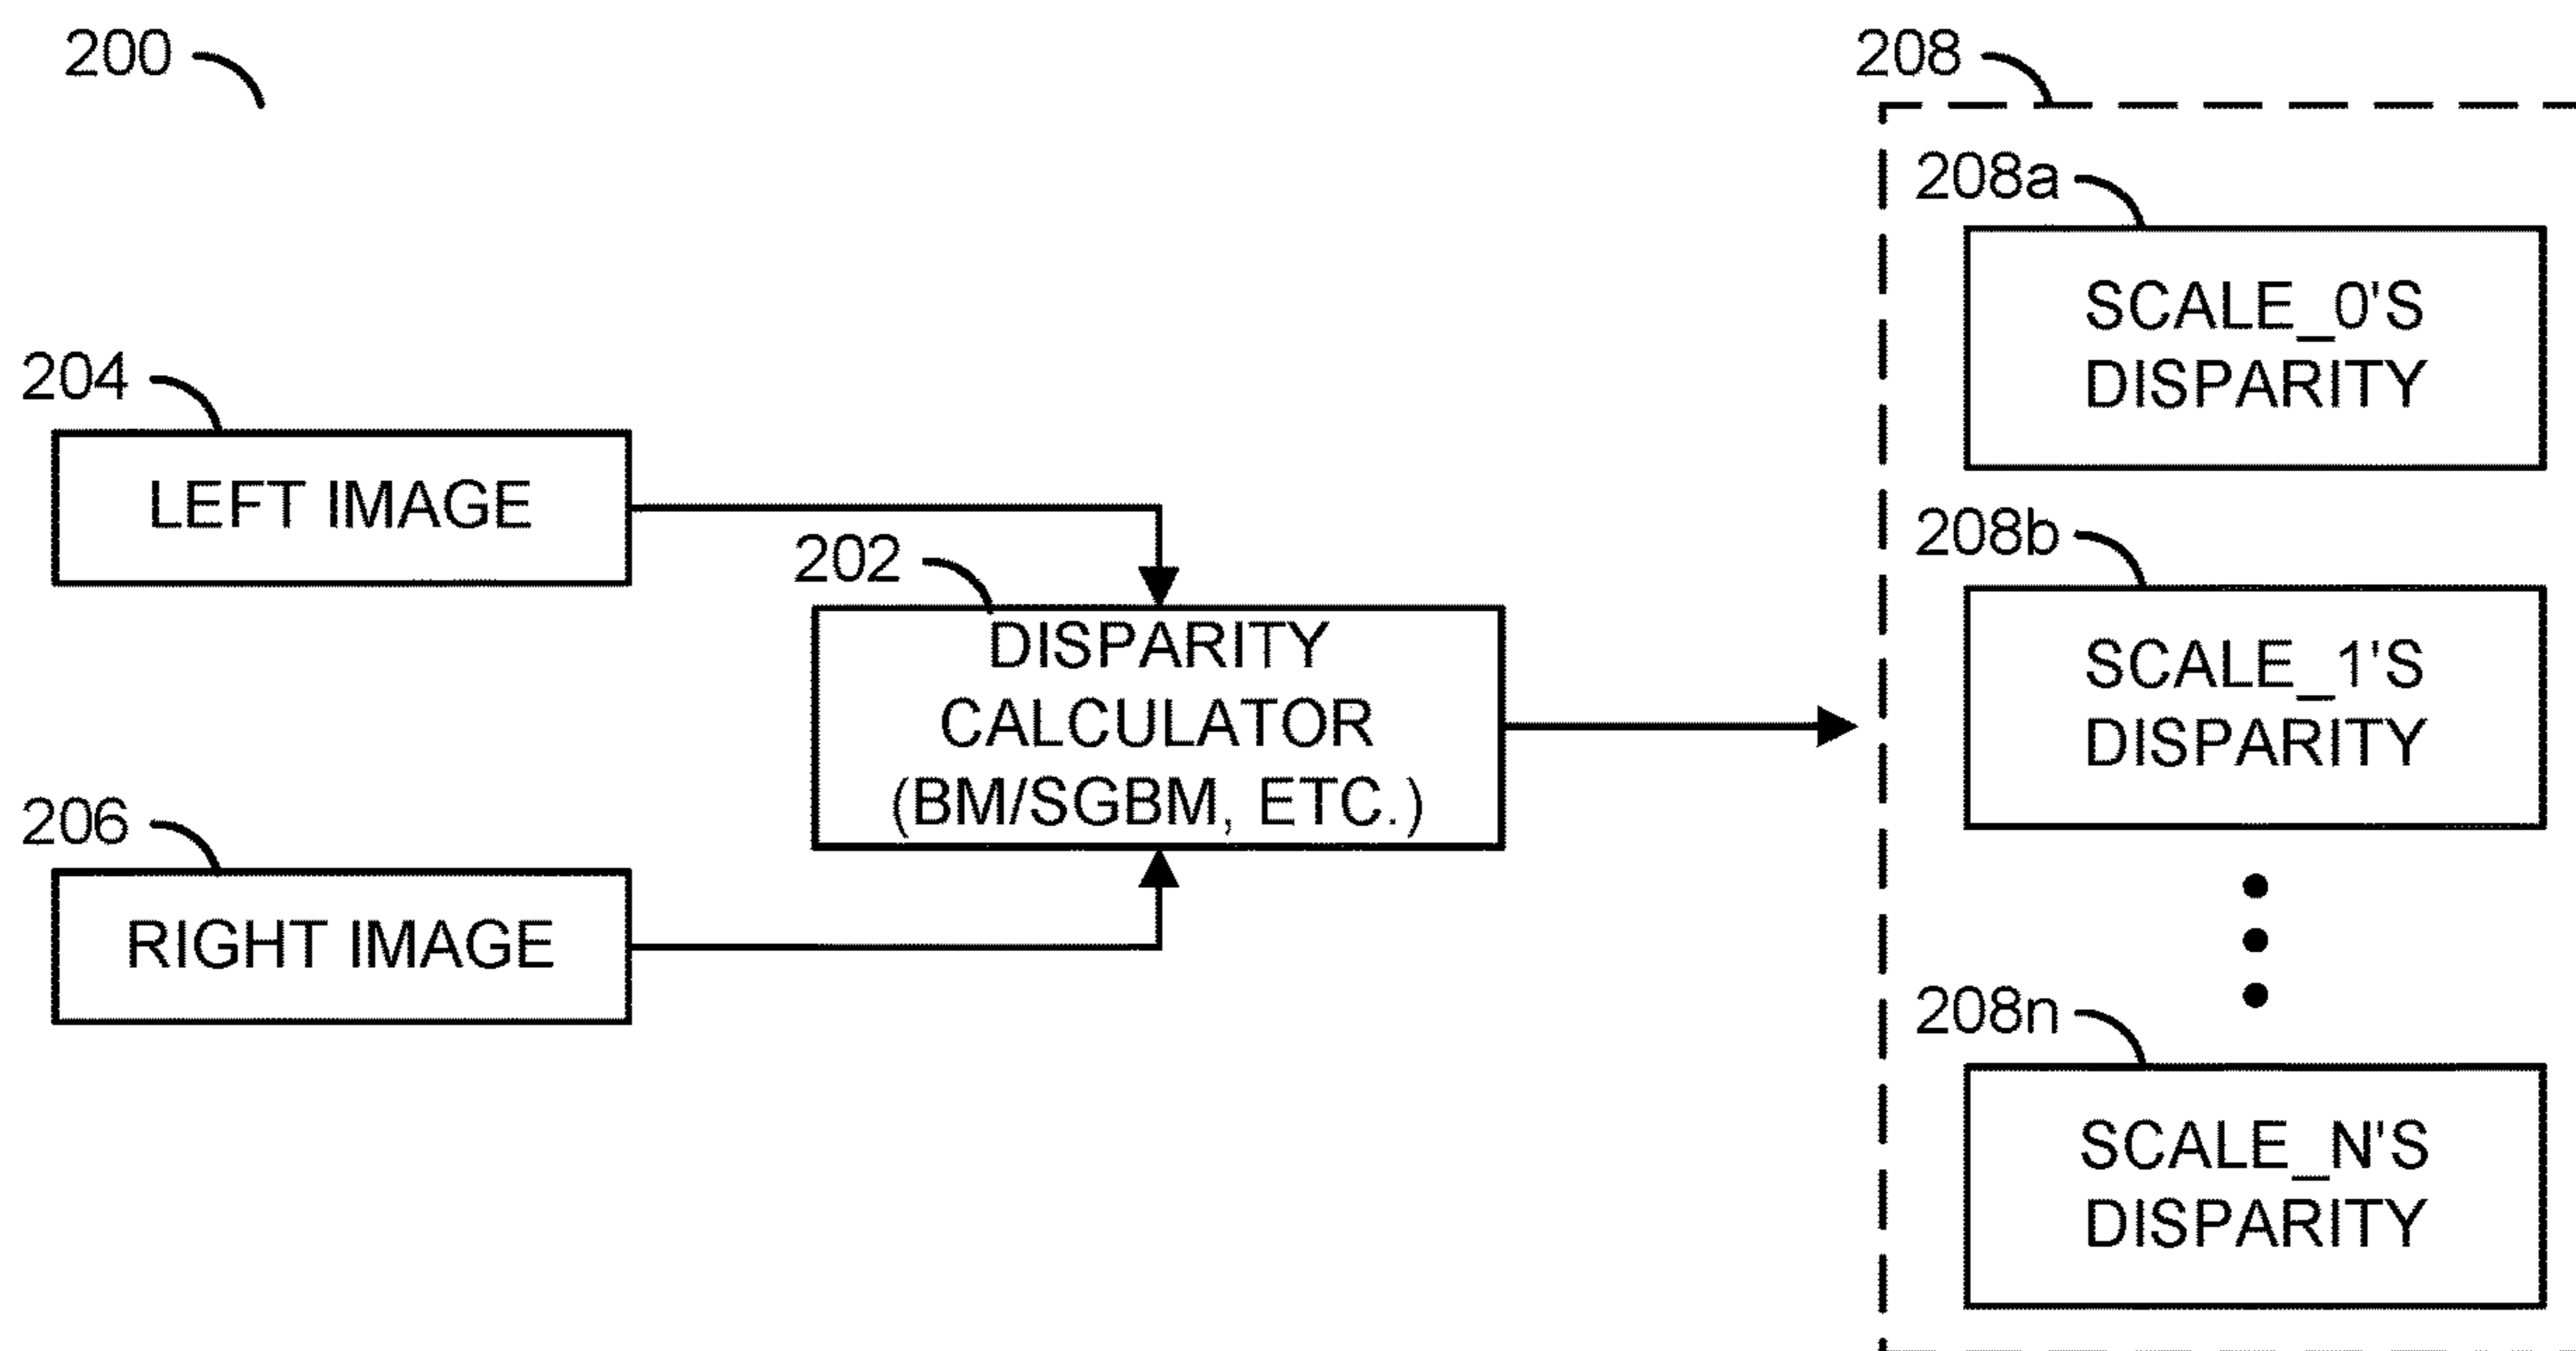 200
208
208a
SCALE_0'S
DISPARITY
204
LEFT IMAGE
208b
202
SCALE_1'S
DISPARITY
DISPARITY
CALCULATOR
(BM/SGBM, ETC.)
206
RIGHT IMAGE
208n
SCALE_N'S
DISPARITY